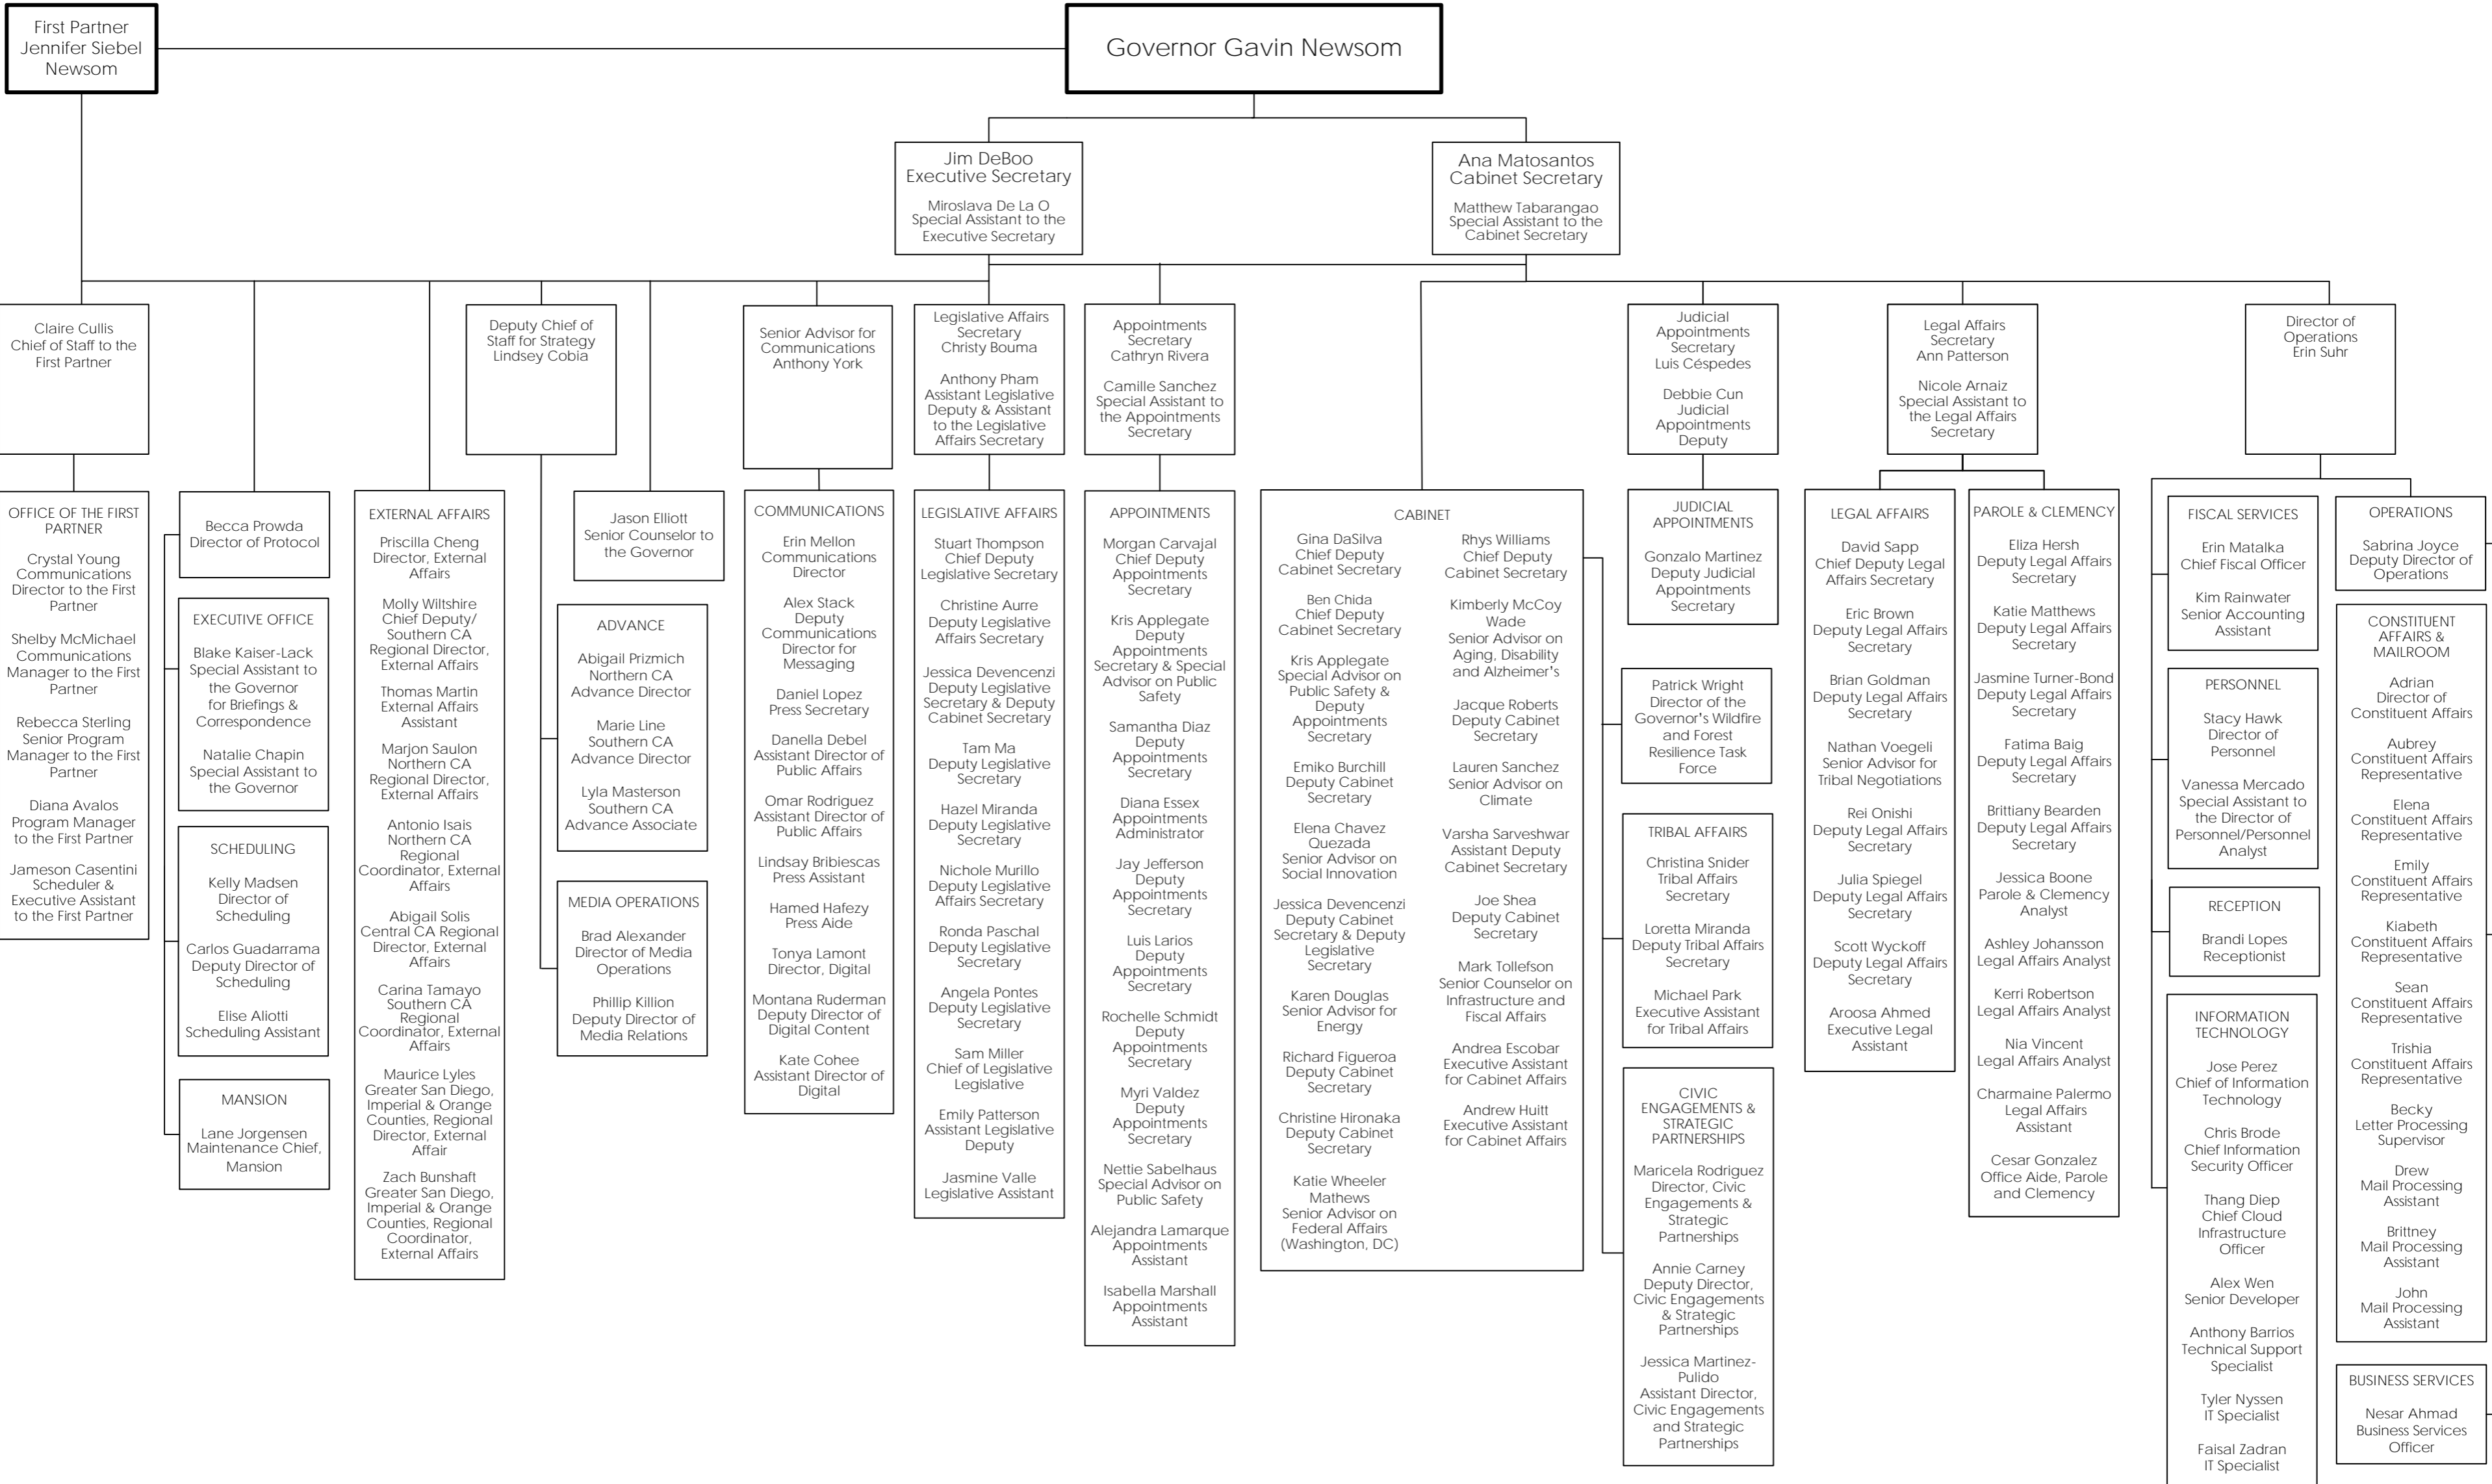 First Partner
Jennifer Siebel
Newsom
Governor Gavin Newsom
Jim DeBoo
Executive Secretary
Miroslava De La O
Special Assistant to the
Executive Secretary
Ana Matosantos
Cabinet Secretary
Matthew Tabarangao
Special Assistant to the
Cabinet Secretary
Claire Cullis
Chief of Staff to the
First Partner
Deputy Chief of
Staff for Strategy
Lindsey Cobia
Senior Advisor for
Communications
Anthony York
Legislative Affairs
Secretary
Christy Bouma
Anthony Pham
Assistant Legislative
Deputy & Assistant
to the Legislative
Affairs Secretary
Appointments
Secretary
Cathryn Rivera
Camille Sanchez
Special Assistant to
the Appointments
Secretary
Judicial
Appointments
Secretary
Luis Céspedes
Debbie Cun
Judicial
Appointments
Deputy
Legal Affairs
Secretary
Ann Patterson
Nicole Arnaiz
Special Assistant to
the Legal Affairs
Secretary
Director of
Operations
Erin Suhr
OFFICE OF THE FIRST
PARTNER
Crystal Young
Communications
Director to the First
Partner
Shelby McMichael
Communications
Manager to the First
Partner
Rebecca Sterling
Senior Program
Manager to the First
Partner
Diana Avalos
Program Manager
to the First Partner
Jameson Casentini
Scheduler &
Executive Assistant
to the First Partner
Becca Prowda
Director of Protocol
EXECUTIVE OFFICE
Blake Kaiser-Lack
Special Assistant to
the Governor
for Briefings &
Correspondence
Natalie Chapin
Special Assistant to
the Governor
SCHEDULING
Kelly Madsen
Director of
Scheduling
Carlos Guadarrama
Deputy Director of
Scheduling
Elise Aliotti
Scheduling Assistant
MANSION
Lane Jorgensen
Maintenance Chief,
Mansion
EXTERNAL AFFAIRS
Priscilla Cheng
Director, External
Affairs
Molly Wiltshire
Chief Deputy/
Southern CA
Regional Director,
External Affairs
Thomas Martin
External Affairs
Assistant
Marjon Saulon
Northern CA
Regional Director,
External Affairs
Antonio Isais
Northern CA
Regional
Coordinator, External
Affairs
Abigail Solis
Central CA Regional
Director, External
Affairs
Carina Tamayo
Southern CA
Regional
Coordinator, External
Affairs
Maurice Lyles
Greater San Diego,
Imperial & Orange
Counties, Regional
Director, External
Affair
Zach Bunshaft
Greater San Diego,
Imperial & Orange
Counties, Regional
Coordinator,
External Affairs
Jason Elliott
Senior Counselor to
the Governor
ADVANCE
Abigail Prizmich
Northern CA
Advance Director
Marie Line
Southern CA
Advance Director
Lyla Masterson
Southern CA
Advance Associate
MEDIA OPERATIONS
Brad Alexander
Director of Media
Operations
Phillip Killion
Deputy Director of
Media Relations
COMMUNICATIONS
Erin Mellon
Communications
Director
Alex Stack
Deputy
Communications
Director for
Messaging
Daniel Lopez
Press Secretary
Danella Debel
Assistant Director of
Public Affairs
Omar Rodriguez
Assistant Director of
Public Affairs
Lindsay Bribiescas
Press Assistant
Hamed Hafezy
Press Aide
Tonya Lamont
Director, Digital
Montana Ruderman
Deputy Director of
Digital Content
Kate Cohee
Assistant Director of
Digital
LEGISLATIVE AFFAIRS
Stuart Thompson
Chief Deputy
Legislative Secretary
Christine Aurre
Deputy Legislative
Affairs Secretary
Jessica Devencenzi
Deputy Legislative
Secretary & Deputy
Cabinet Secretary
Tam Ma
Deputy Legislative
Secretary
Hazel Miranda
Deputy Legislative
Secretary
Nichole Murillo
Deputy Legislative
Affairs Secretary
Ronda Paschal
Deputy Legislative
Secretary
Angela Pontes
Deputy Legislative
Secretary
Sam Miller
Chief of Legislative
Legislative
Emily Patterson
Assistant Legislative
Deputy
Jasmine Valle
Legislative Assistant
APPOINTMENTS
Morgan Carvajal
Chief Deputy
Appointments
Secretary
Kris Applegate
Deputy
Appointments
Secretary & Special
Advisor on Public
Safety
Samantha Diaz
Deputy
Appointments
Secretary
Diana Essex
Appointments
Administrator
Jay Jefferson
Deputy
Appointments
Secretary
Luis Larios
Deputy
Appointments
Secretary
Rochelle Schmidt
Deputy
Appointments
Secretary
Myri Valdez
Deputy
Appointments
Secretary
Nettie Sabelhaus
Special Advisor on
Public Safety
Alejandra Lamarque
Appointments
Assistant
Isabella Marshall
Appointments
Assistant
CABINET
Gina DaSilva
Chief Deputy
Cabinet Secretary
Ben Chida
Chief Deputy
Cabinet Secretary
Kris Applegate
Special Advisor on
Public Safety &
Deputy
Appointments
Secretary
Emiko Burchill
Deputy Cabinet
Secretary
Elena Chavez
Quezada
Senior Advisor on
Social Innovation
Jessica Devencenzi
Deputy Cabinet
Secretary & Deputy
Legislative
Secretary
Karen Douglas
Senior Advisor for
Energy
Richard Figueroa
Deputy Cabinet
Secretary
Christine Hironaka
Deputy Cabinet
Secretary
Katie Wheeler
Mathews
Senior Advisor on
Federal Affairs
(Washington, DC)
Rhys Williams
Chief Deputy
Cabinet Secretary
Kimberly McCoy
Wade
Senior Advisor on
Aging, Disability
and Alzheimer's
Jacque Roberts
Deputy Cabinet
Secretary
Lauren Sanchez
Senior Advisor on
Climate
Varsha Sarveshwar
Assistant Deputy
Cabinet Secretary
Joe Shea
Deputy Cabinet
Secretary
Mark Tollefson
Senior Counselor on
Infrastructure and
Fiscal Affairs
Andrea Escobar
Executive Assistant
for Cabinet Affairs
Andrew Huitt
Executive Assistant
for Cabinet Affairs
JUDICIAL
APPOINTMENTS
Gonzalo Martinez
Deputy Judicial
Appointments
Secretary
Patrick Wright
Director of the
Governor's Wildfire
and Forest
Resilience Task
Force
TRIBAL AFFAIRS
Christina Snider
Tribal Affairs
Secretary
Loretta Miranda
Deputy Tribal Affairs
Secretary
Michael Park
Executive Assistant
for Tribal Affairs
CIVIC
ENGAGEMENTS &
STRATEGIC
PARTNERSHIPS
Maricela Rodriguez
Director, Civic
Engagements &
Strategic
Partnerships
Annie Carney
Deputy Director,
Civic Engagements
& Strategic
Partnerships
Jessica Martinez-
Pulido
Assistant Director,
Civic Engagements
and Strategic
Partnerships
LEGAL AFFAIRS
David Sapp
Chief Deputy Legal
Affairs Secretary
Eric Brown
Deputy Legal Affairs
Secretary
Brian Goldman
Deputy Legal Affairs
Secretary
Nathan Voegeli
Senior Advisor for
Tribal Negotiations
Rei Onishi
Deputy Legal Affairs
Secretary
Julia Spiegel
Deputy Legal Affairs
Secretary
Scott Wyckoff
Deputy Legal Affairs
Secretary
Aroosa Ahmed
Executive Legal
Assistant
PAROLE & CLEMENCY
Eliza Hersh
Deputy Legal Affairs
Secretary
Katie Matthews
Deputy Legal Affairs
Secretary
Jasmine Turner-Bond
Deputy Legal Affairs
Secretary
Fatima Baig
Deputy Legal Affairs
Secretary
Brittiany Bearden
Deputy Legal Affairs
Secretary
Jessica Boone
Parole & Clemency
Analyst
Ashley Johansson
Legal Affairs Analyst
Kerri Robertson
Legal Affairs Analyst
Nia Vincent
Legal Affairs Analyst
Charmaine Palermo
Legal Affairs
Assistant
Cesar Gonzalez
Office Aide, Parole
and Clemency
FISCAL SERVICES
Erin Matalka
Chief Fiscal Officer
Kim Rainwater
Senior Accounting
Assistant
PERSONNEL
Stacy Hawk
Director of
Personnel
Vanessa Mercado
Special Assistant to
the Director of
Personnel/Personnel
Analyst
RECEPTION
Brandi Lopes
Receptionist
INFORMATION
TECHNOLOGY
Jose Perez
Chief of Information
Technology
Chris Brode
Chief Information
Security Officer
Thang Diep
Chief Cloud
Infrastructure
Officer
Alex Wen
Senior Developer
Anthony Barrios
Technical Support
Specialist
Tyler Nyssen
IT Specialist
Faisal Zadran
IT Specialist
OPERATIONS
Sabrina Joyce
Deputy Director of
Operations
CONSTITUENT
AFFAIRS &
MAILROOM
Adrian
Director of
Constituent Affairs
Aubrey
Constituent Affairs
Representative
Elena
Constituent Affairs
Representative
Emily
Constituent Affairs
Representative
Kiabeth
Constituent Affairs
Representative
Sean
Constituent Affairs
Representative
Trishia
Constituent Affairs
Representative
Becky
Letter Processing
Supervisor
Drew
Mail Processing
Assistant
Brittney
Mail Processing
Assistant
John
Mail Processing
Assistant
BUSINESS SERVICES
Nesar Ahmad
Business Services
Officer